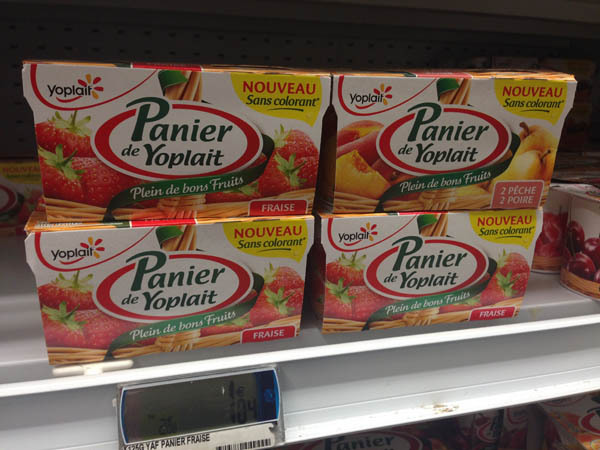 Yoplait
NOUVEAU
Sans colorant*
Panier
de Yoplait
Plein de bons Fruits
FRAISE
Yoplait
NOUVEAU
Sans colorant*
Panier
de Yoplait
Plein de bons Fruits
2 PÊCHE
2 POIRE
Yoplait
NOUVEAU
Sans colorant*
Panier
de Yoplait
Plein de bons Fruits
FRAISE
Yoplait
NOUVEAU
Sans colorant*
Panier
de Yoplait
Plein de bons Fruits
FRAISE
YAF PANIER FRAISE
Panier